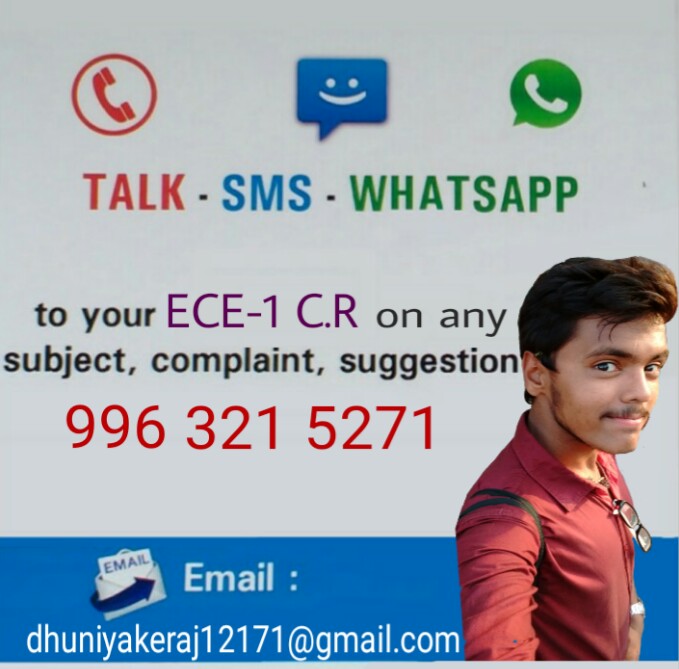 TALK - SMS - WHATSAPP
to your ECE-1 C.R on any
subject, complaint, suggestion
996 321 5271
EMAIL
Email :
dhuniyakeraj12171@gmail.com